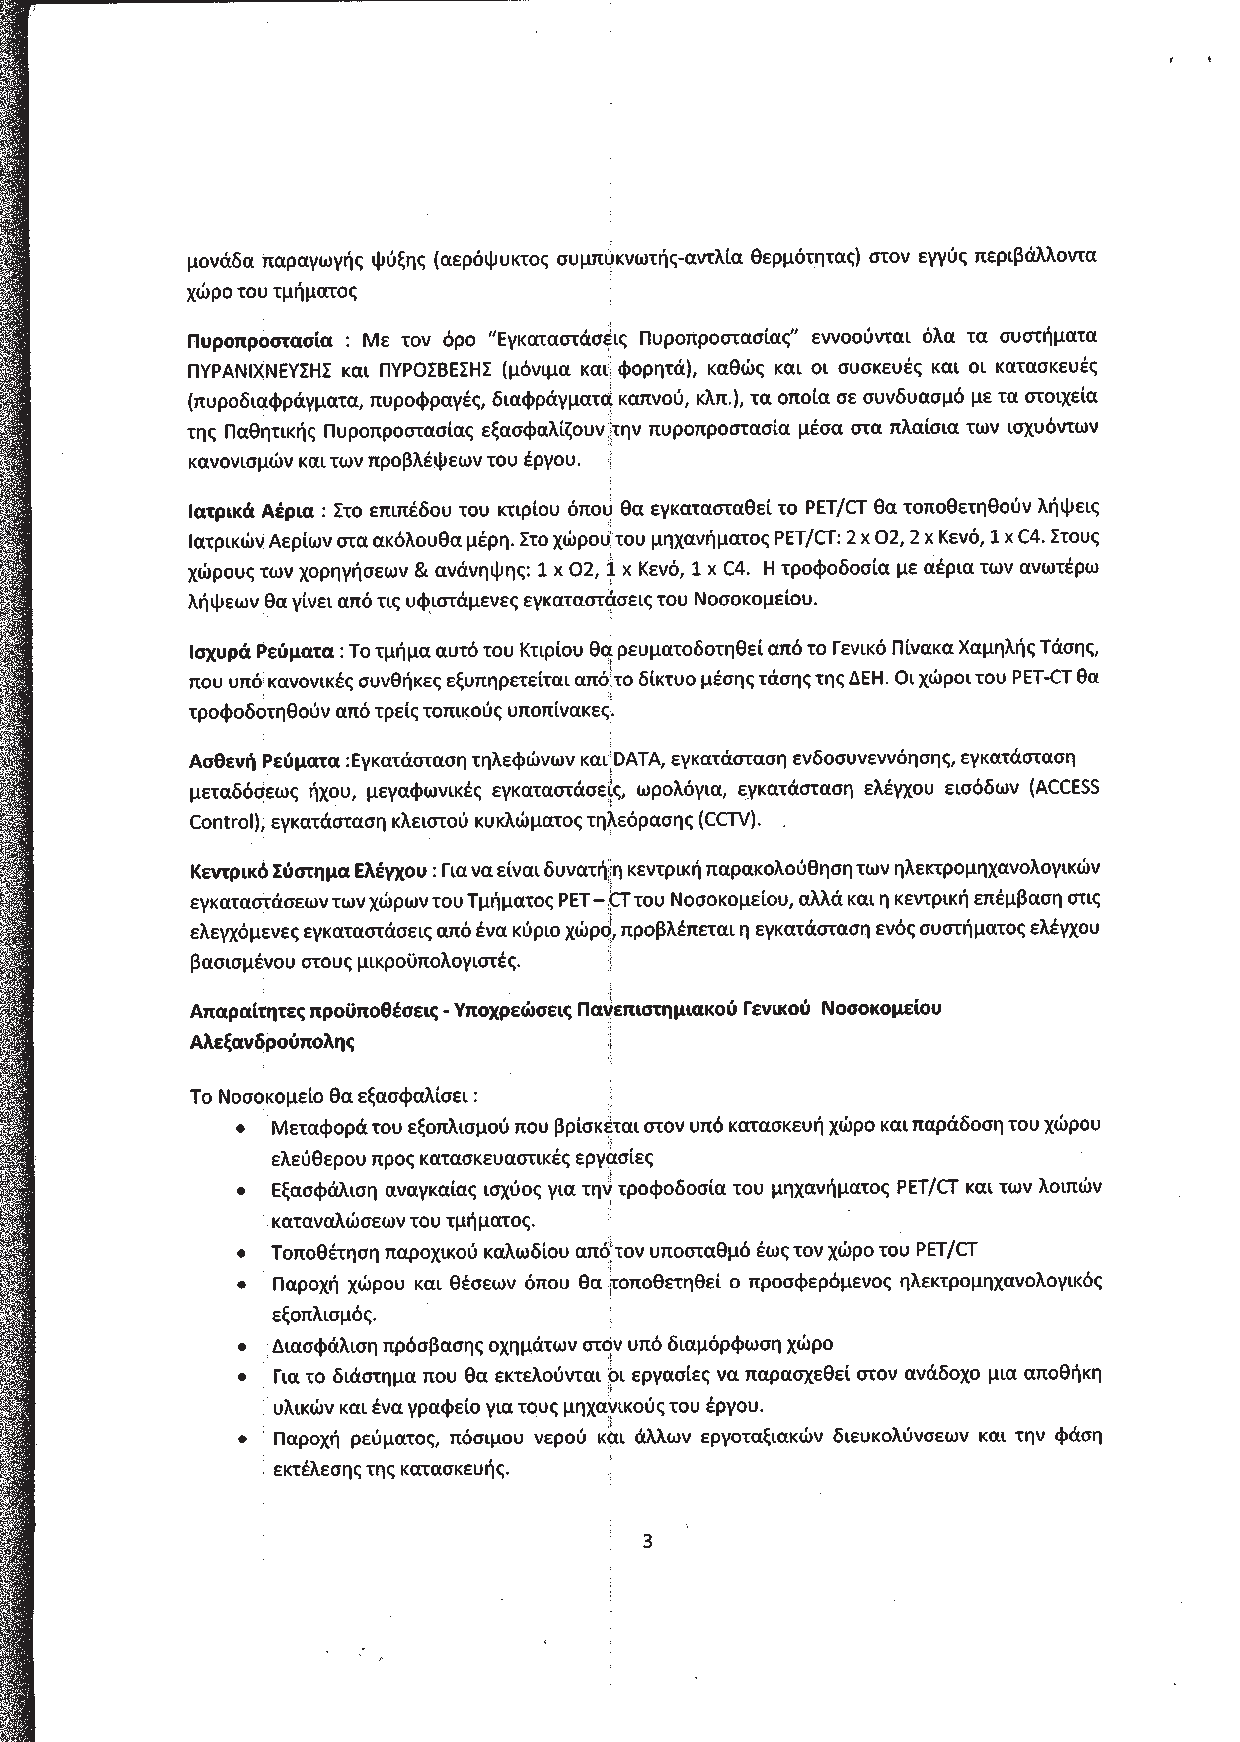 μονάδα παραγωγής ψύξης (αερόψυκτος συμπυκνωτής-αντλία θερμότητας) στον εγγύς περιβάλλοντα
χώρο του τμήματος
Πυροπροστασία : Με τον όρο "Εγκαταστάσεις Πυροπροστασίας" εννοούνται όλα τα συστήματα
ΠΥΡΑΝΙΧΝΕΥΣΗΣ και ΠΥΡΟΣΒΕΣΗΣ (μόνιμα και φορητά), καθώς και οι συσκευές και οι κατασκευές
(πυροδιαφράγματα, πυροφραγές, διαφράγματα καπνού, κλπ.), τα οποία σε συνδυασμό με τα στοιχεία
της Παθητικής Πυροπροστασίας εξασφαλίζουν την πυροπροστασία μέσα στα πλαίσια των ισχυόντων
κανονισμών και των προβλέψεων του έργου.
Ιατρικά Αέρια : Στο επιπέδου του κτιρίου όπου θα εγκατασταθεί το PET/CT θα τοποθετηθούν λήψεις
Ιατρικών Αερίων στα ακόλουθα μέρη. Στο χώρου του μηχανήματος PET/CT: 2 x O2, 2 x Κενό, 1 x C4. Στους
χώρους των χορηγήσεων & ανάνηψης: 1 x O2, 1 x Κενό, 1 x C4. Η τροφοδοσία με αέρια των ανωτέρω
λήψεων θα γίνει από τις υφιστάμενες εγκαταστάσεις του Νοσοκομείου.
Ισχυρά Ρεύματα : Το τμήμα αυτό του Κτιρίου θα ρευματοδοτηθεί από το Γενικό Πίνακα Χαμηλής Τάσης,
που υπό κανονικές συνθήκες εξυπηρετείται από το δίκτυο μέσης τάσης της ΔΕΗ. Οι χώροι του PET-CT θα
τροφοδοτηθούν από τρείς τοπικούς υποπίνακες.
Ασθενή Ρεύματα :Εγκατάσταση τηλεφώνων και DATA, εγκατάσταση ενδοσυνεννόησης, εγκατάσταση
μεταδόσεως ήχου, μεγαφωνικές εγκαταστάσεις, ωρολόγια, εγκατάσταση ελέγχου εισόδων (ACCESS
Control), εγκατάσταση κλειστού κυκλώματος τηλεόρασης (CCTV).
Κεντρικό Σύστημα Ελέγχου : Για να είναι δυνατή η κεντρική παρακολούθηση των ηλεκτρομηχανολογικών
εγκαταστάσεων των χώρων του Τμήματος PET – CT του Νοσοκομείου, αλλά και η κεντρική επέμβαση στις
ελεγχόμενες εγκαταστάσεις από ένα κύριο χώρο, προβλέπεται η εγκατάσταση ενός συστήματος ελέγχου
βασισμένου στους μικροϋπολογιστές.
Απαραίτητες προϋποθέσεις - Υποχρεώσεις Πανεπιστημιακού Γενικού Νοσοκομείου
Αλεξανδρούπολης
Το Νοσοκομείο θα εξασφαλίσει :
• Μεταφορά του εξοπλισμού που βρίσκεται στον υπό κατασκευή χώρο και παράδοση του χώρου
ελεύθερου προς κατασκευαστικές εργασίες
• Εξασφάλιση αναγκαίας ισχύος για την τροφοδοσία του μηχανήματος PET/CT και των λοιπών
καταναλώσεων του τμήματος.
• Τοποθέτηση παροχικού καλωδίου από τον υποσταθμό έως τον χώρο του PET/CT
• Παροχή χώρου και θέσεων όπου θα τοποθετηθεί ο προσφερόμενος ηλεκτρομηχανολογικός
εξοπλισμός.
• Διασφάλιση πρόσβασης οχημάτων στον υπό διαμόρφωση χώρο
• Για το διάστημα που θα εκτελούνται οι εργασίες να παρασχεθεί στον ανάδοχο μια αποθήκη
υλικών και ένα γραφείο για τους μηχανικούς του έργου.
• Παροχή ρεύματος, πόσιμου νερού και άλλων εργοταξιακών διευκολύνσεων και την φάση
εκτέλεσης της κατασκευής.
3